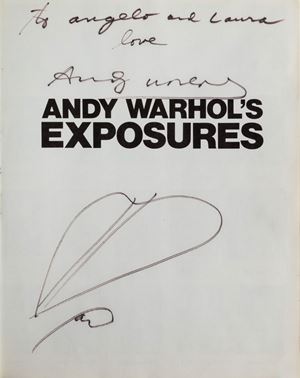 to angelo and Laura
love
Andy Warhol
ANDY WARHOL'S
EXPOSURES